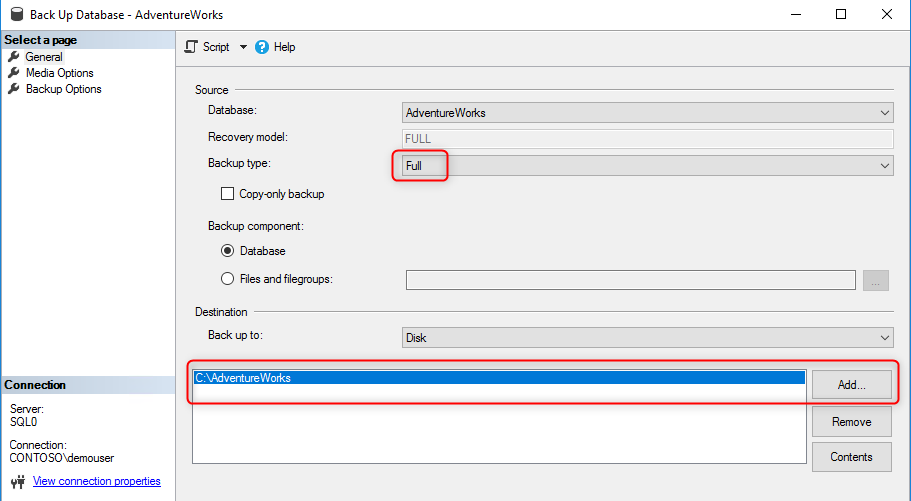 Back Up Database - AdventureWorks
Select a page
General
Media Options
Backup Options
Script
Help
Source
Database:
AdventureWorks
Recovery model:
FULL
Backup type:
Full
Copy-only backup
Backup component:
Database
Files and filegroups:
...
Destination
Back up to:
Disk
C:\AdventureWorks
Add...
Remove
Contents
Connection
Server:
SQL0
Connection:
CONTOSO\demouser
View connection properties